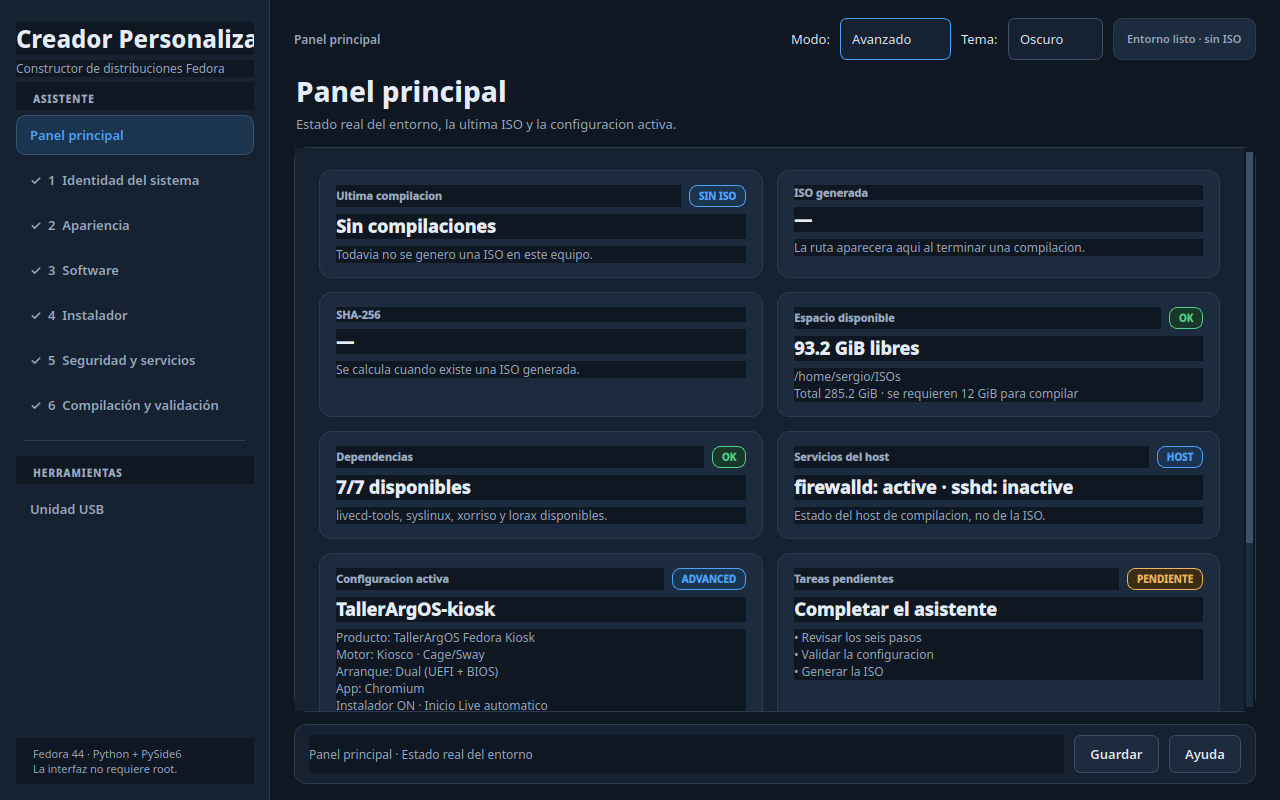 Creador Personaliza
Constructor de distribuciones Fedora
ASISTENTE
Panel principal
✓ 1 Identidad del sistema
✓ 2 Apariencia
✓ 3 Software
✓ 4 Instalador
✓ 5 Seguridad y servicios
✓ 6 Compilación y validación
HERRAMIENTAS
Unidad USB
Fedora 44 · Python + PySide6
La interfaz no requiere root.
Panel principal
Modo: Avanzado Tema: Oscuro Entorno listo · sin ISO
Panel principal
Estado real del entorno, la ultima ISO y la configuracion activa.
Ultima compilacion SIN ISO
Sin compilaciones
Todavia no se genero una ISO en este equipo.
ISO generada
—
La ruta aparecera aqui al terminar una compilacion.
SHA-256
—
Se calcula cuando existe una ISO generada.
Espacio disponible OK
93.2 GiB libres
/home/sergio/ISOs
Total 285.2 GiB · se requieren 12 GiB para compilar
Dependencias OK
7/7 disponibles
livecd-tools, syslinux, xorriso y lorax disponibles.
Servicios del host HOST
firewalld: active · sshd: inactive
Estado del host de compilacion, no de la ISO.
Configuracion activa ADVANCED
TallerArgOS-kiosk
Producto: TallerArgOS Fedora Kiosk
Motor: Kiosco · Cage/Sway
Arranque: Dual (UEFI + BIOS)
App: Chromium
Instalador ON · Inicio Live automatico
Tareas pendientes PENDIENTE
Completar el asistente
• Revisar los seis pasos
• Validar la configuracion
• Generar la ISO
Panel principal · Estado real del entorno
Guardar Ayuda